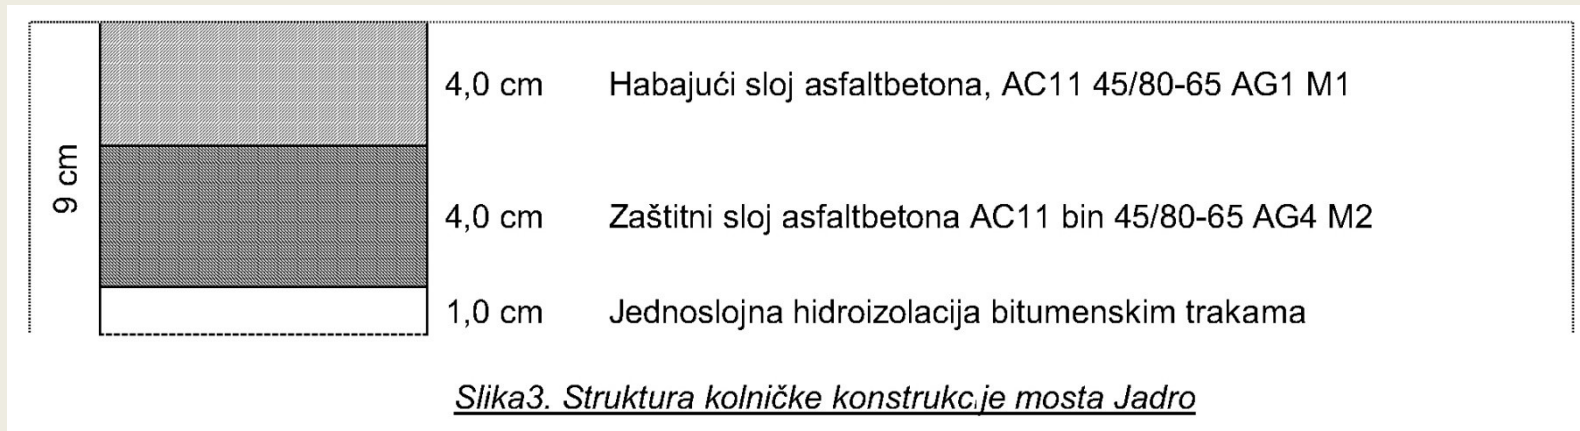 9 cm
4,0 cm Habajući sloj asfaltbetona, AC11 45/80-65 AG1 M1
4,0 cm Zaštitni sloj asfaltbetona AC11 bin 45/80-65 AG4 M2
1,0 cm Jednoslojna hidroizolacija bitumenskim trakama
Slika3. Struktura kolničke konstrukcije mosta Jadro